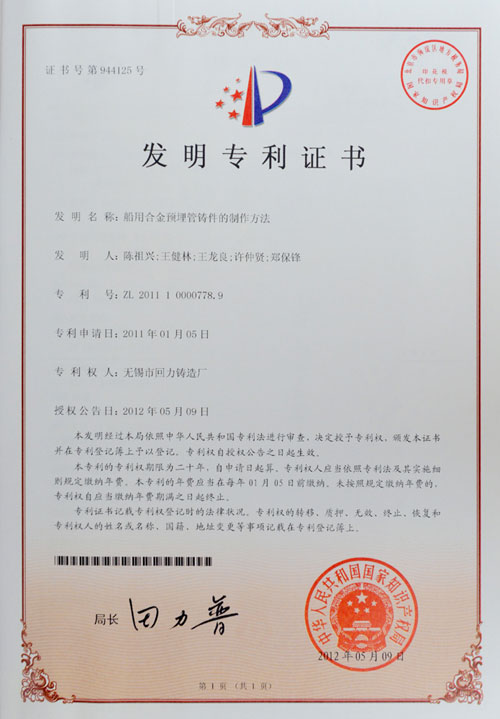 证书号第944125号
印花税
代扣专用章
国家知识产权局
发明专利证书
发明名称：船用合金预埋管铸件的制作方法
发明人：陈祖兴;王健林;王龙良;许仲贤;郑保锋
专利号：ZL 2011 1 0000778.9
专利申请日：2011年01月05日
专利权人：无锡市回力铸造厂
授权公告日：2012年05月09日
本发明经过本局依照中华人民共和国专利法进行审查，决定授予专利权，颁发本证书
并在专利登记簿上予以登记。专利权自授权公告之日起生效。
本专利的专利权期限为二十年，自申请日起算。专利权人应当依照专利法及其实施细
则规定缴纳年费。本专利的年费应当在每年01月05日前缴纳。未按照规定缴纳年费的，
专利权自应当缴纳年费期满之日起终止。
专利证书记载专利权登记时的法律状况。专利权的转移、质押、无效、终止、恢复和
专利权人的姓名或名称、国籍、地址变更等事项记载在专利登记簿上。
局长 田力普
中华人民共和国国家知识产权局
2012年05月09日
第1页（共1页）